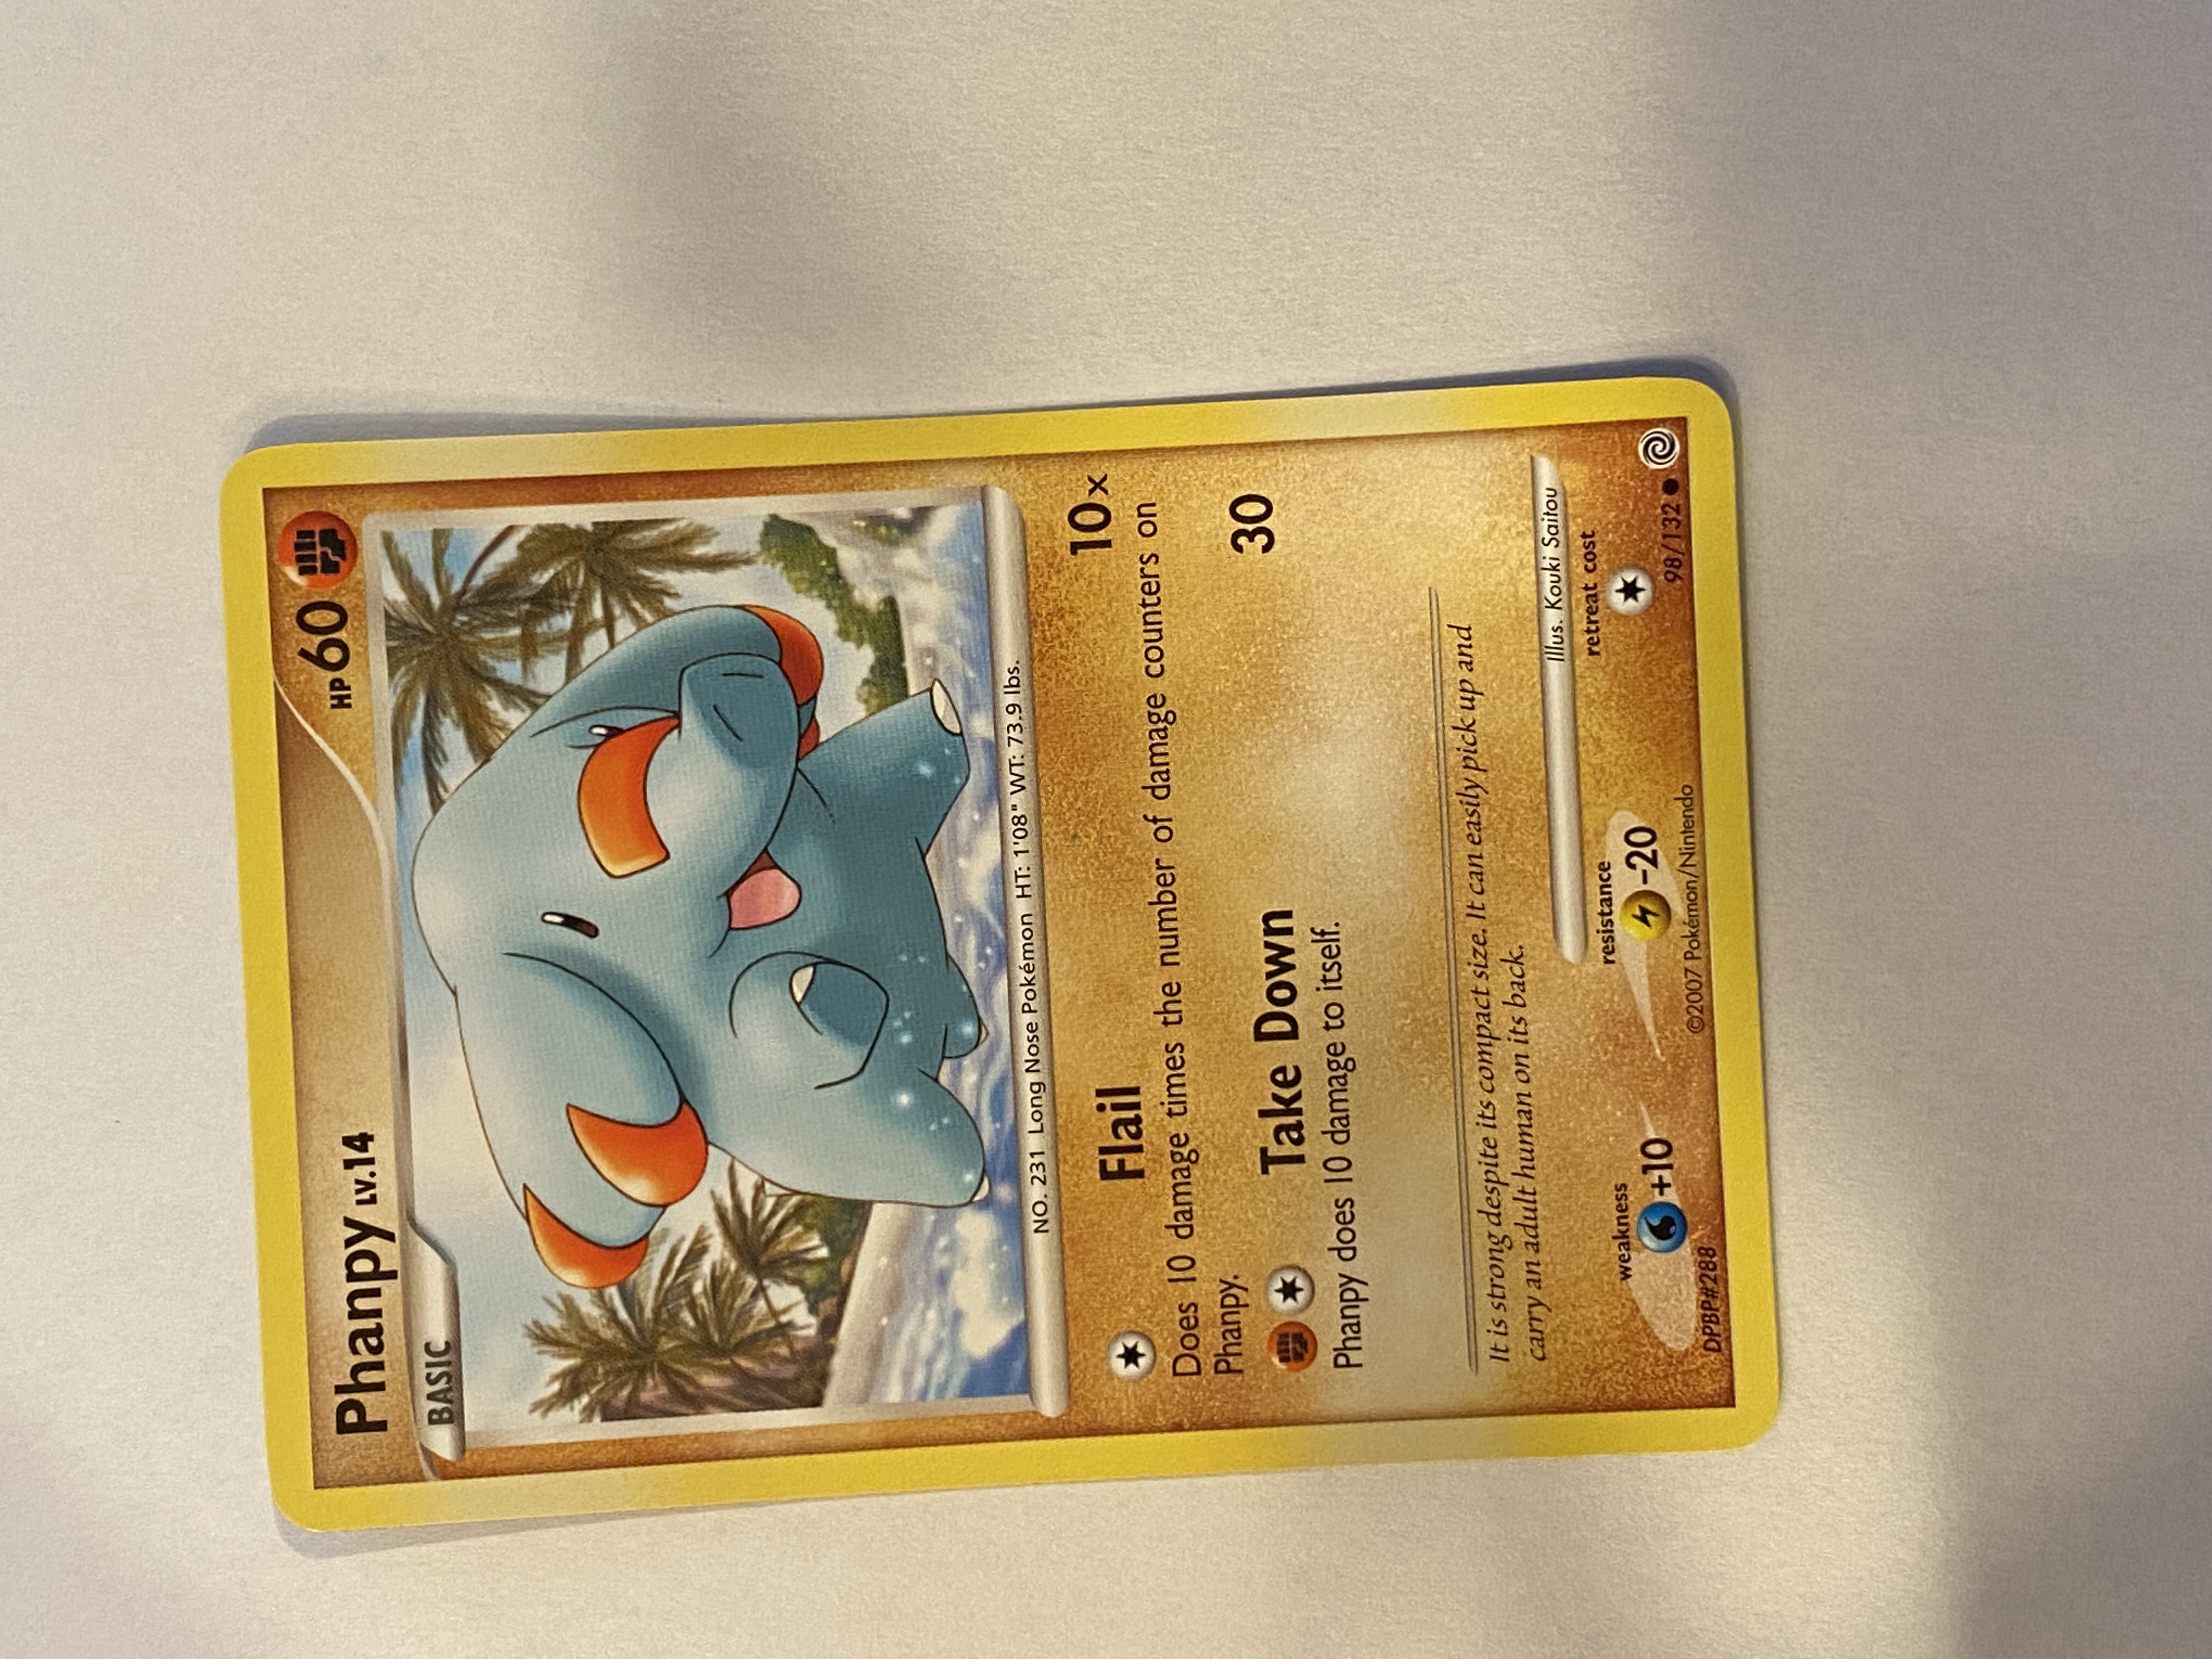 Phanpy LV.14 HP 60
BASIC
NO. 231 Long Nose Pokémon HT: 1'08" WT: 73.9 lbs.
Flail 10x
Does 10 damage times the number of damage counters on
Phanpy.
Take Down 30
Phanpy does 10 damage to itself.
It is strong despite its compact size. It can easily pick up and
carry an adult human on its back.
Illus. Kouki Saitou
weakness resistance retreat cost
+10 -20
DPBP#288 ©2007 Pokémon/Nintendo 98/132